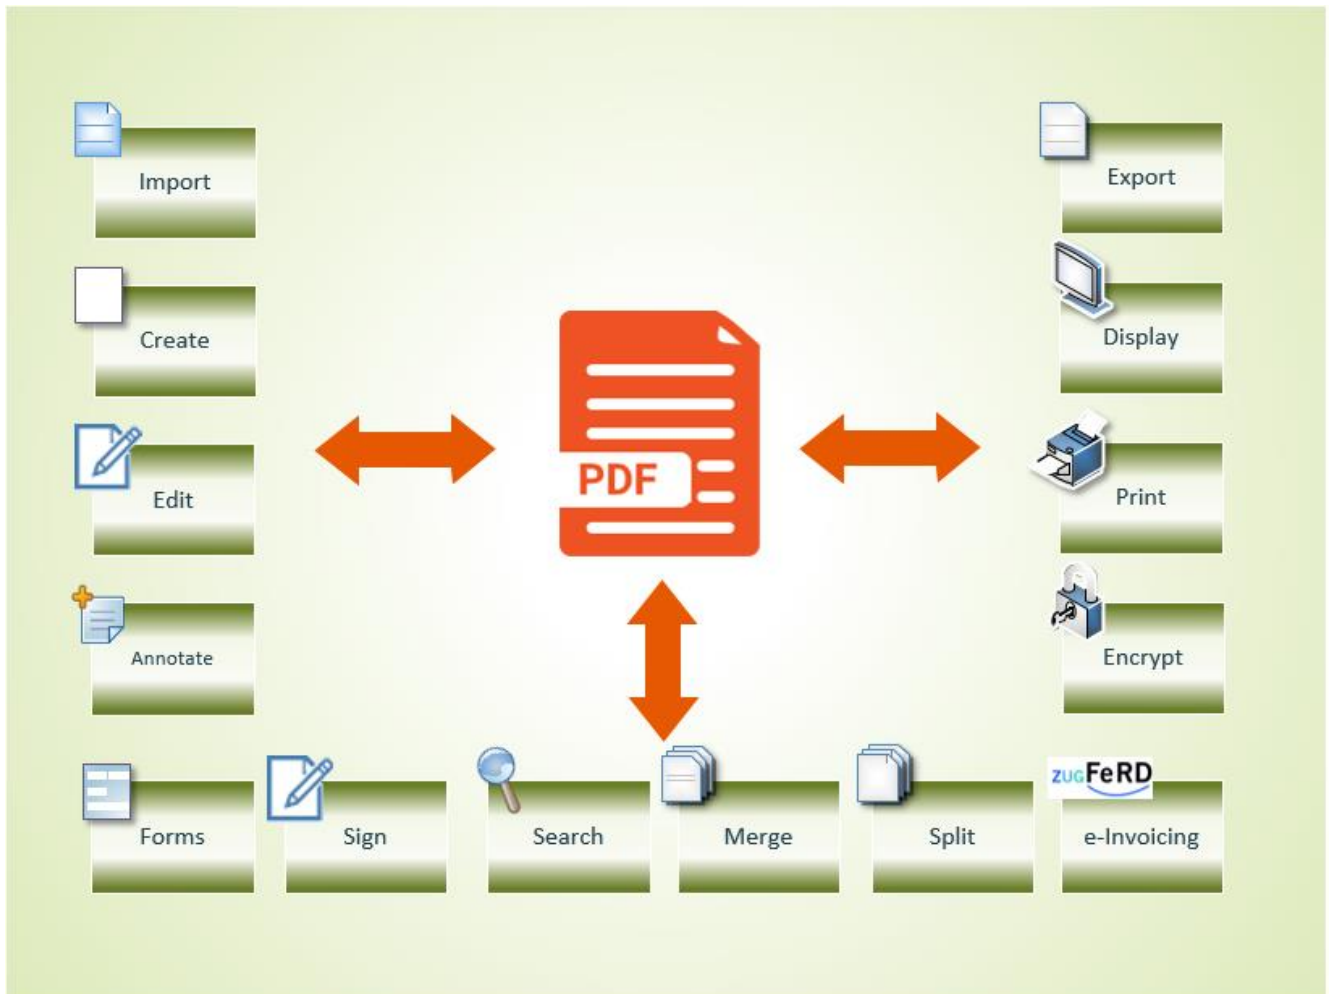 Import
Export
Create
Display
PDF
Edit
Print
Annotate
Encrypt
zugFeRD
Forms
Sign
Search
Merge
Split
e-Invoicing